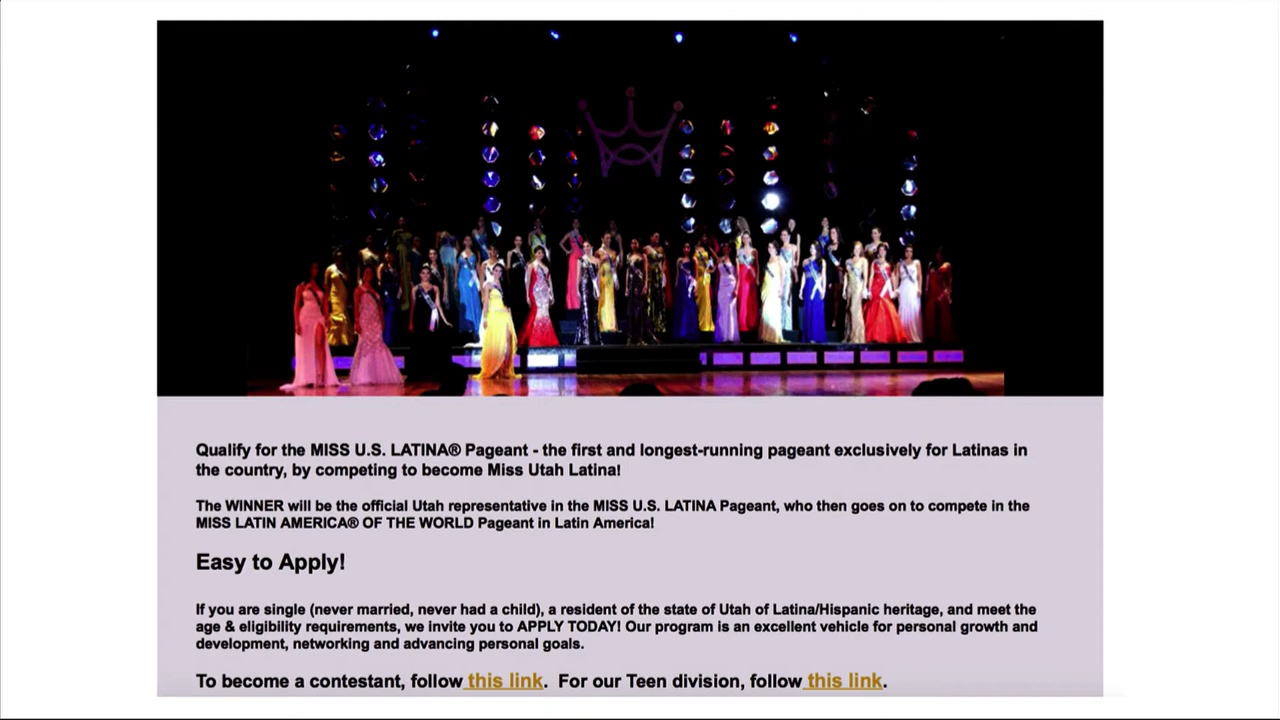 Qualify for the MISS U.S. LATINA® Pageant - the first and longest-running pageant exclusively for Latinas in
the country, by competing to become Miss Utah Latina!
The WINNER will be the official Utah representative in the MISS U.S. LATINA Pageant, who then goes on to compete in the
MISS LATIN AMERICA® OF THE WORLD Pageant in Latin America!
Easy to Apply!
If you are single (never married, never had a child), a resident of the state of Utah of Latina/Hispanic heritage, and meet the
age & eligibility requirements, we invite you to APPLY TODAY! Our program is an excellent vehicle for personal growth and
development, networking and advancing personal goals.
To become a contestant, follow this link.  For our Teen division, follow this link.